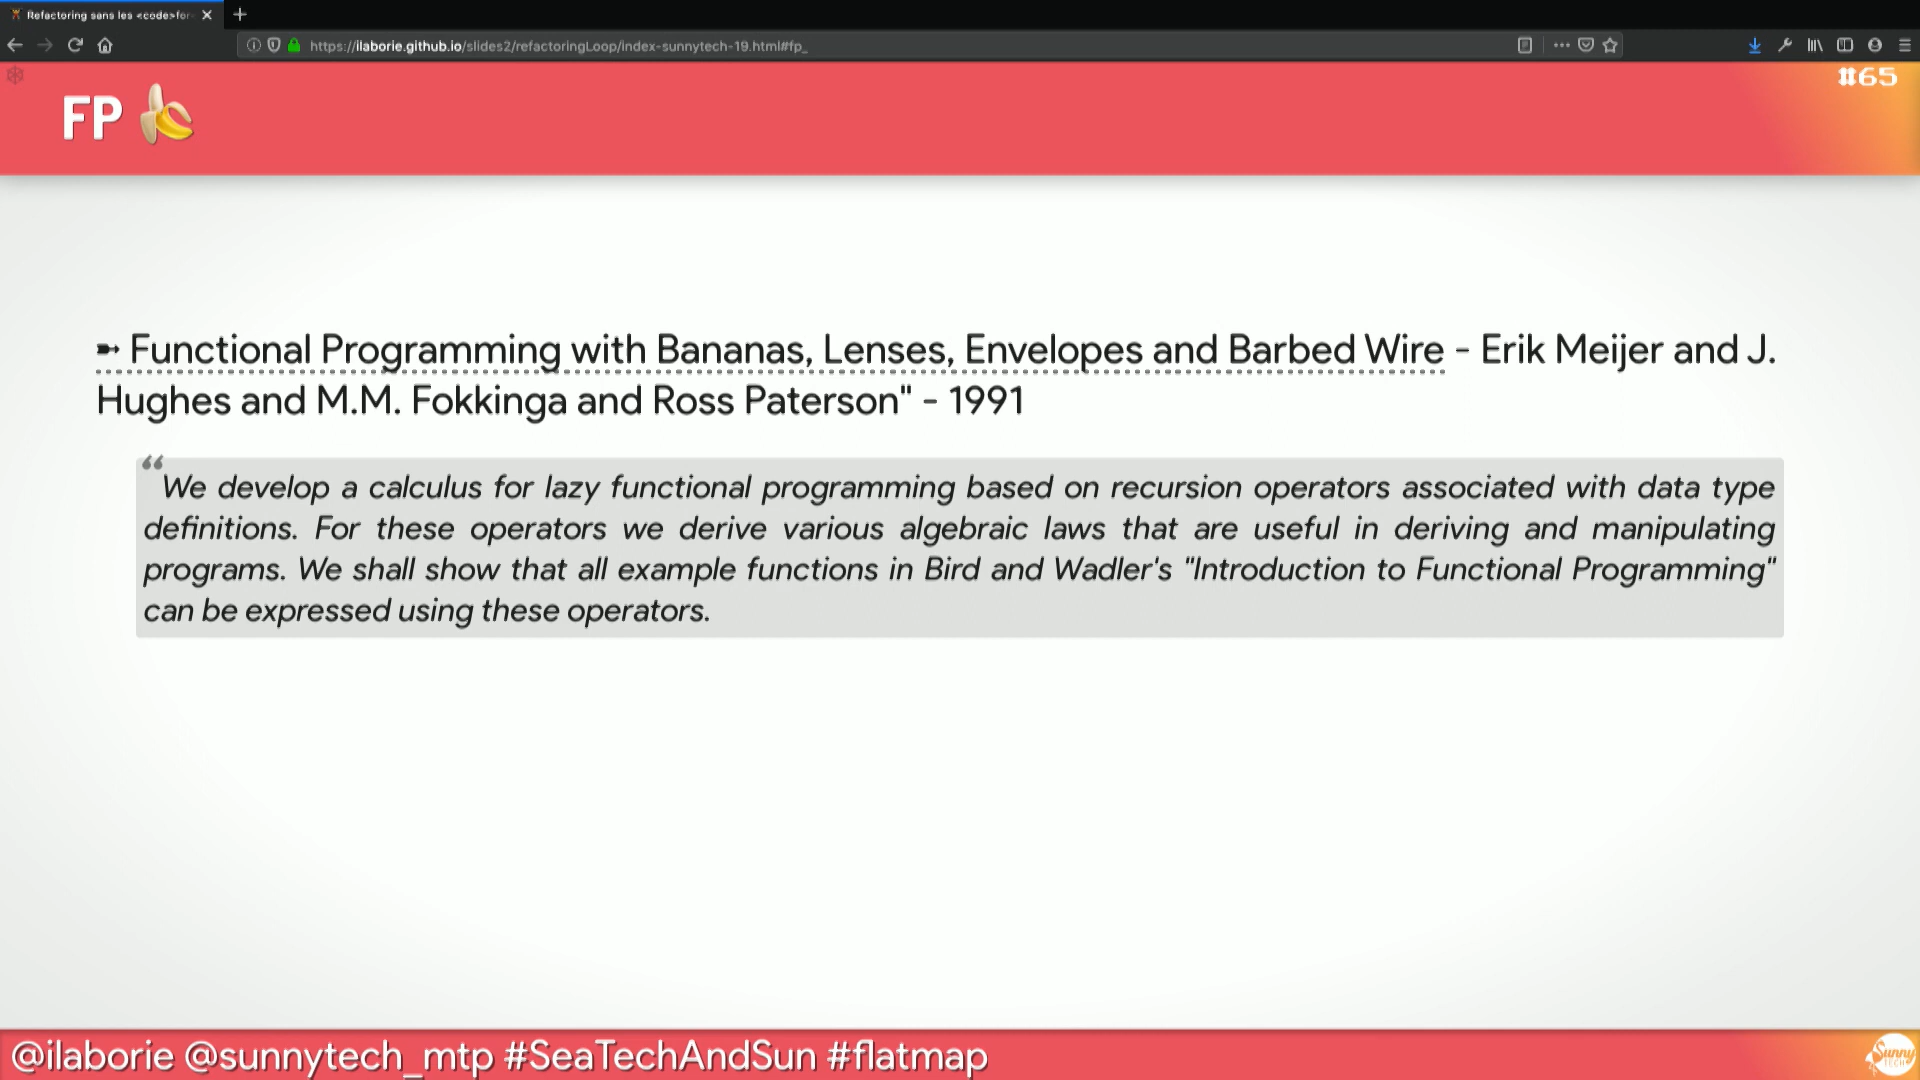 Refactoring sans les <code>for
https://ilaborie.github.io/slides2/refactoringLoop/index-sunnytech-19.html#fp_
#65
FP
➼ Functional Programming with Bananas, Lenses, Envelopes and Barbed Wire - Erik Meijer and J.
Hughes and M.M. Fokkinga and Ross Paterson" - 1991
“We develop a calculus for lazy functional programming based on recursion operators associated with data type
definitions. For these operators we derive various algebraic laws that are useful in deriving and manipulating
programs. We shall show that all example functions in Bird and Wadler's "Introduction to Functional Programming"
can be expressed using these operators.
@ilaborie @sunnytech_mtp #SeaTechAndSun #flatmap
Sunny
TECH